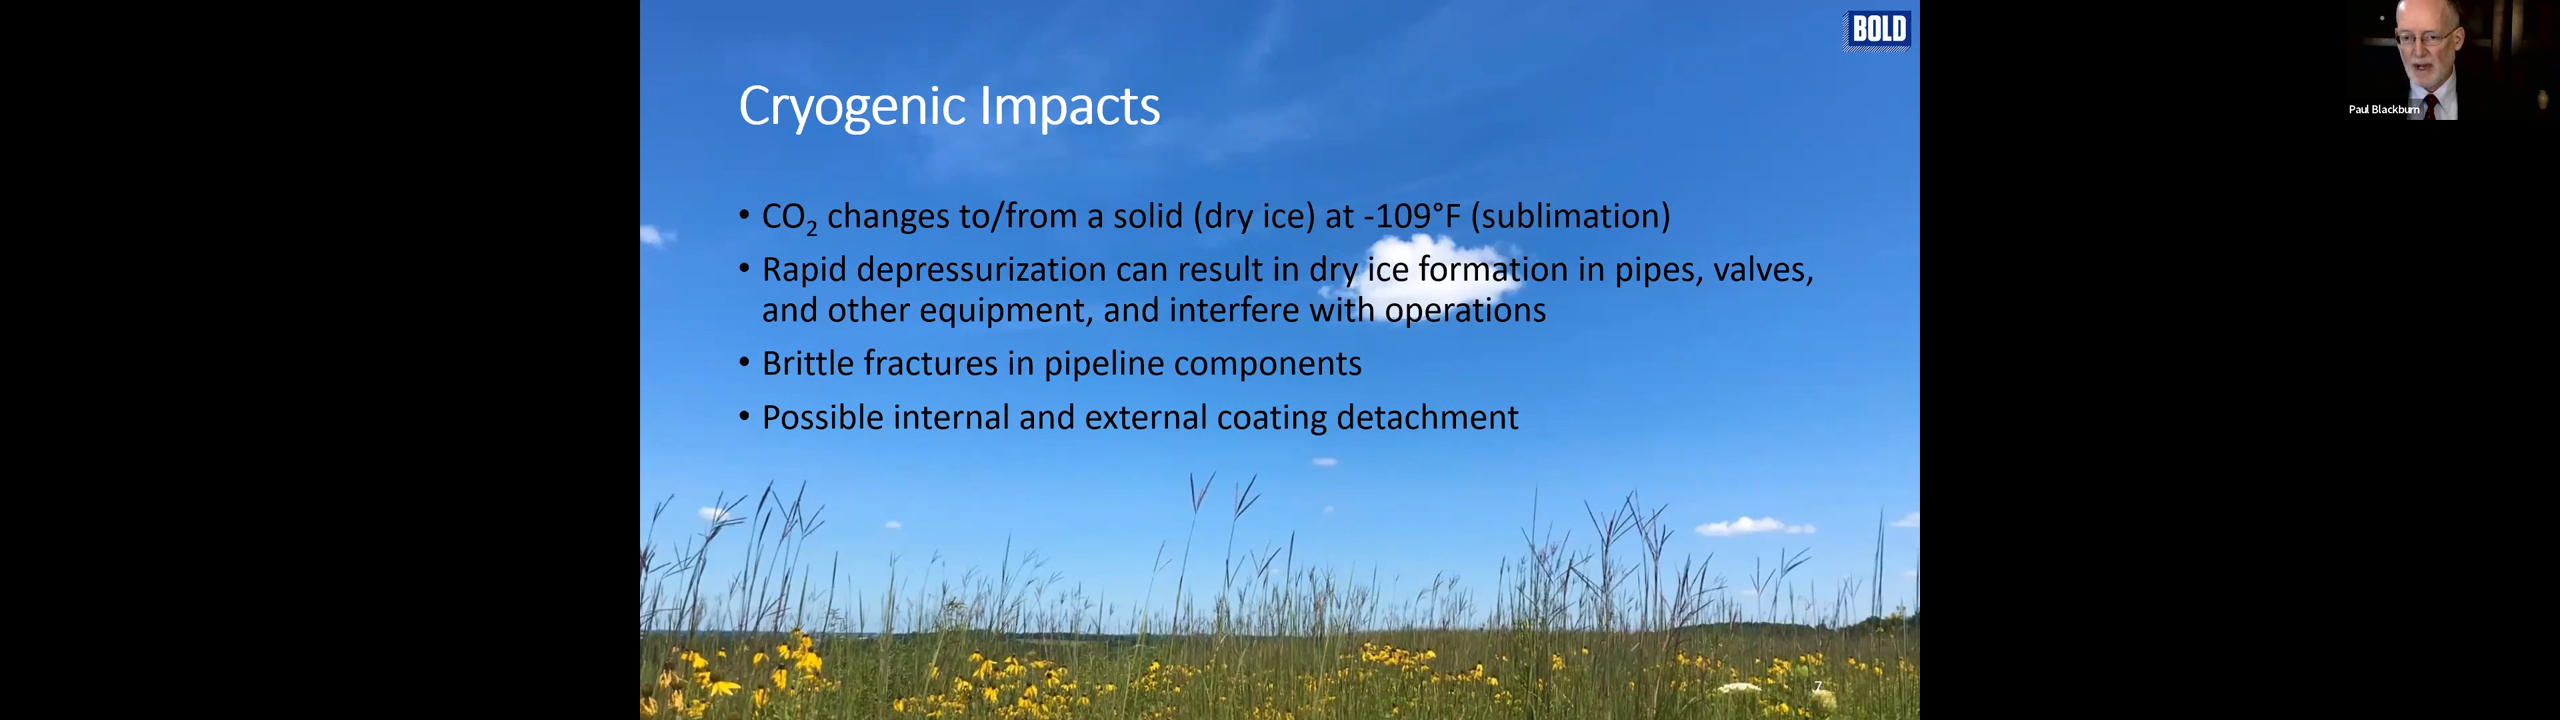 BOLD
Cryogenic Impacts
• CO₂ changes to/from a solid (dry ice) at -109°F (sublimation)
• Rapid depressurization can result in dry ice formation in pipes, valves,
and other equipment, and interfere with operations
• Brittle fractures in pipeline components
• Possible internal and external coating detachment
7
Paul Blackburn